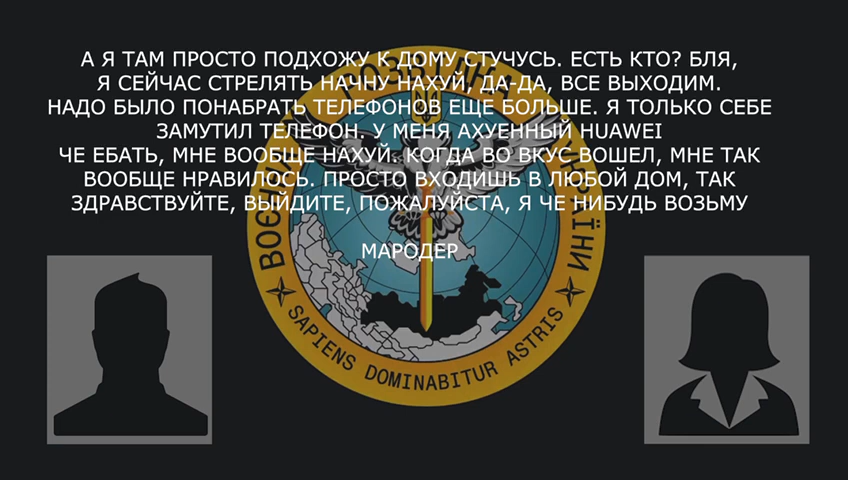 А Я ТАМ ПРОСТО ПОДХОЖУ К ДОМУ СТУЧУСЬ. ЕСТЬ КТО? БЛЯ,
Я СЕЙЧАС СТРЕЛЯТЬ НАЧНУ НАХУЙ, ДА-ДА, ВСЕ ВЫХОДИМ.
НАДО БЫЛО ПОНАБРАТЬ ТЕЛЕФОНОВ ЕЩЕ БОЛЬШЕ. Я ТОЛЬКО СЕБЕ
ЗАМУТИЛ ТЕЛЕФОН. У МЕНЯ АХУЕННЫЙ HUAWEI
ЧЕ ЕБАТЬ, МНЕ ВООБЩЕ НАХУЙ. КОГДА ВО ВКУС ВОШЕЛ, МНЕ ТАК
ВООБЩЕ НРАВИЛОСЬ. ПРОСТО ВХОДИШЬ В ЛЮБОЙ ДОМ, ТАК
ЗДРАВСТВУЙТЕ, ВЫЙДИТЕ, ПОЖАЛУЙСТА, Я ЧЕ НИБУДЬ ВОЗЬМУ
МАРОДЕР
SAPIENS DOMINABITUR ASTRIS